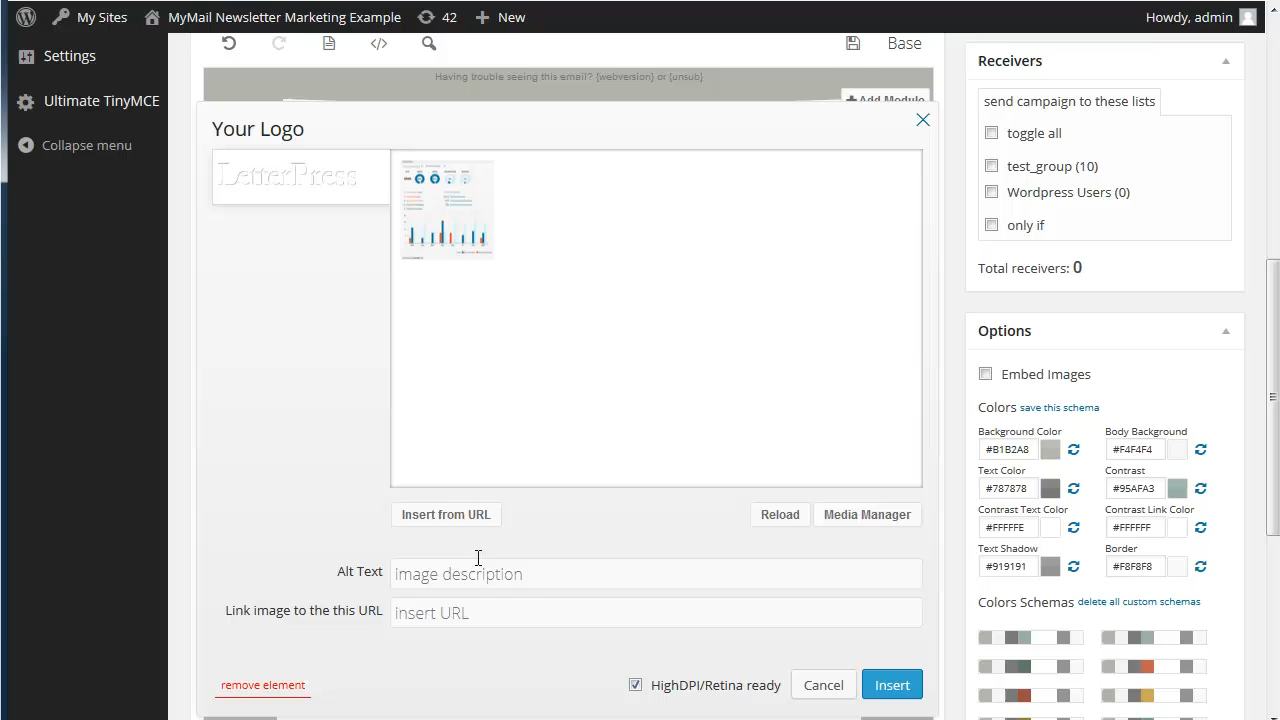 My Sites MyMail Newsletter Marketing Example 42 New Howdy, admin
Settings
Ultimate TinyMCE
Collapse menu
Base
Having trouble seeing this email? {webversion} or {unsub}
Add Module
Your Logo
LetterPress
Insert from URL Reload Media Manager
Alt Text image description
Link image to the this URL insert URL
remove element HighDPI/Retina ready Cancel Insert
Receivers
send campaign to these lists
toggle all
test_group (10)
Wordpress Users(0)
only if
Total receivers: 0
Options
Embed Images
Colors save this schema
Background Color Body Background
#B1B2A8 #F4F4F4
Text Color Contrast
#787878 #95AFA3
Contrast Text Color Contrast Link Color
#FFFFFE #FFFFFF
Text Shadow Border
#919191 #F8F8F8
Colors Schemas delete all custom schemas